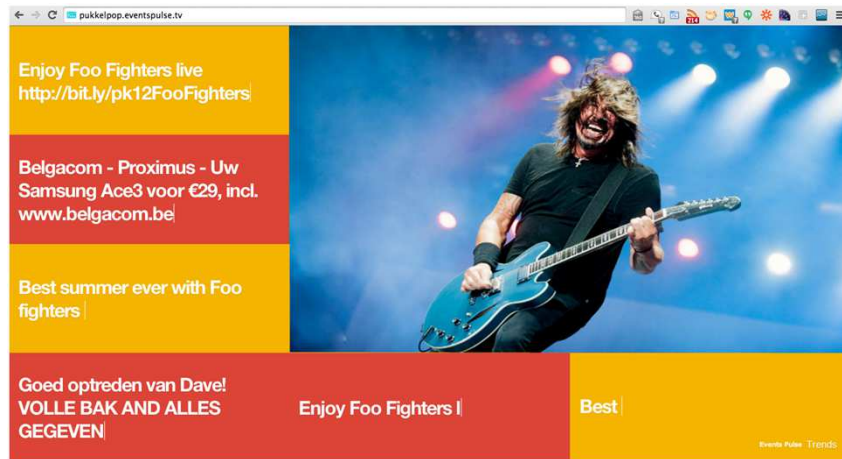 pukkelpop.eventspulse.tv
214
Enjoy Foo Fighters live
http://bit.ly/pk12FooFighters
Belgacom - Proximus - Uw
Samsung Ace3 voor €29, incl.
www.belgacom.be
Best summer ever with Foo
fighters
Goed optreden van Dave!
VOLLE BAK AND ALLES
GEGEVEN
Enjoy Foo Fighters l
Best
Events Pulse Trends